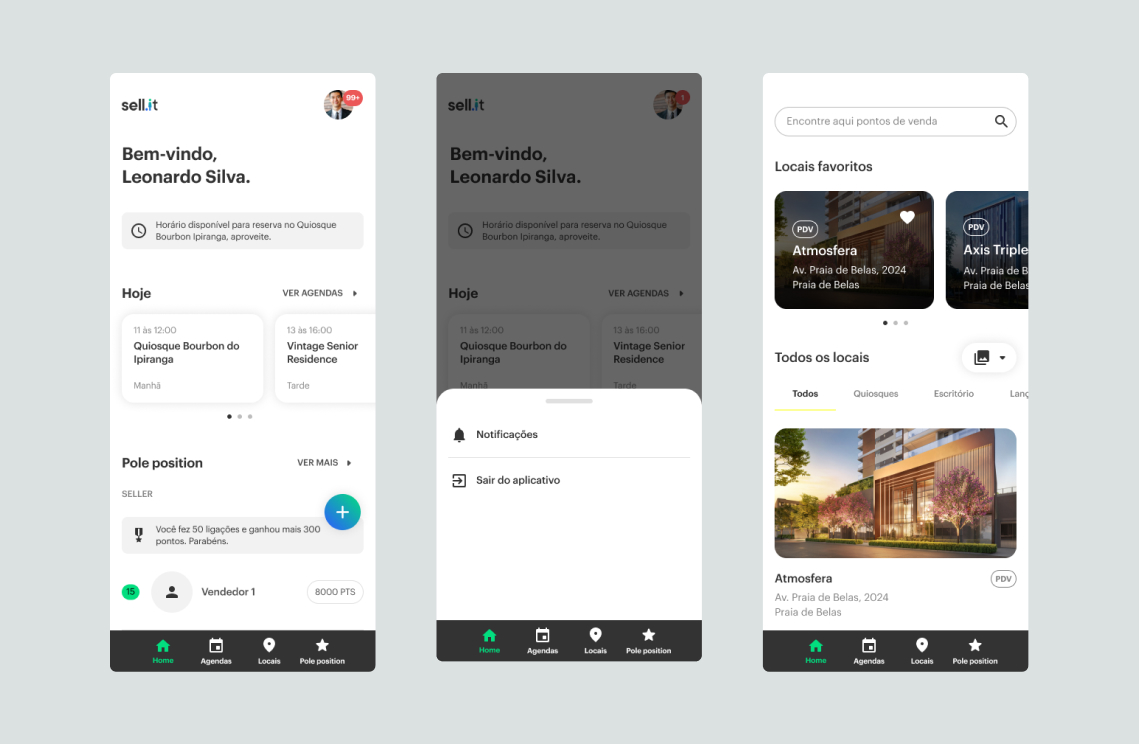 sell.it
99+
Bem-vindo,
Leonardo Silva.
Horário disponível para reserva no Quiosque
Bourbon Ipiranga, aproveite.
Hoje
VER AGENDAS
11 às 12:00
Quiosque Bourbon do
Ipiranga
Manhã
13 às 16:00
Vintage Senior
Residence
Tarde
Pole position
VER MAIS
SELLER
Você fez 50 ligações e ganhou mais 300
pontos. Parabéns.
15
Vendedor 1
8000 PTS
Home
Agendas
Locais
Pole position
sell.it
1
Bem-vindo,
Leonardo Silva.
Horário disponível para reserva no Quiosque
Bourbon Ipiranga, aproveite.
Hoje
VER AGENDAS
11 às 12:00
Quiosque Bourbon do
Ipiranga
Manhã
13 às 16:00
Vintage Senior
Residence
Tarde
Notificações
Sair do aplicativo
Home
Agendas
Locais
Pole position
Encontre aqui pontos de venda
Locais favoritos
PDV
Atmosfera
Av. Praia de Belas, 2024
Praia de Belas
PDV
Axis Triple
Av. Praia de B
Praia de Belas
Todos os locais
Todos
Quiosques
Escritório
Lanç
Atmosfera
PDV
Av. Praia de Belas, 2024
Praia de Belas
Home
Agendas
Locais
Pole position